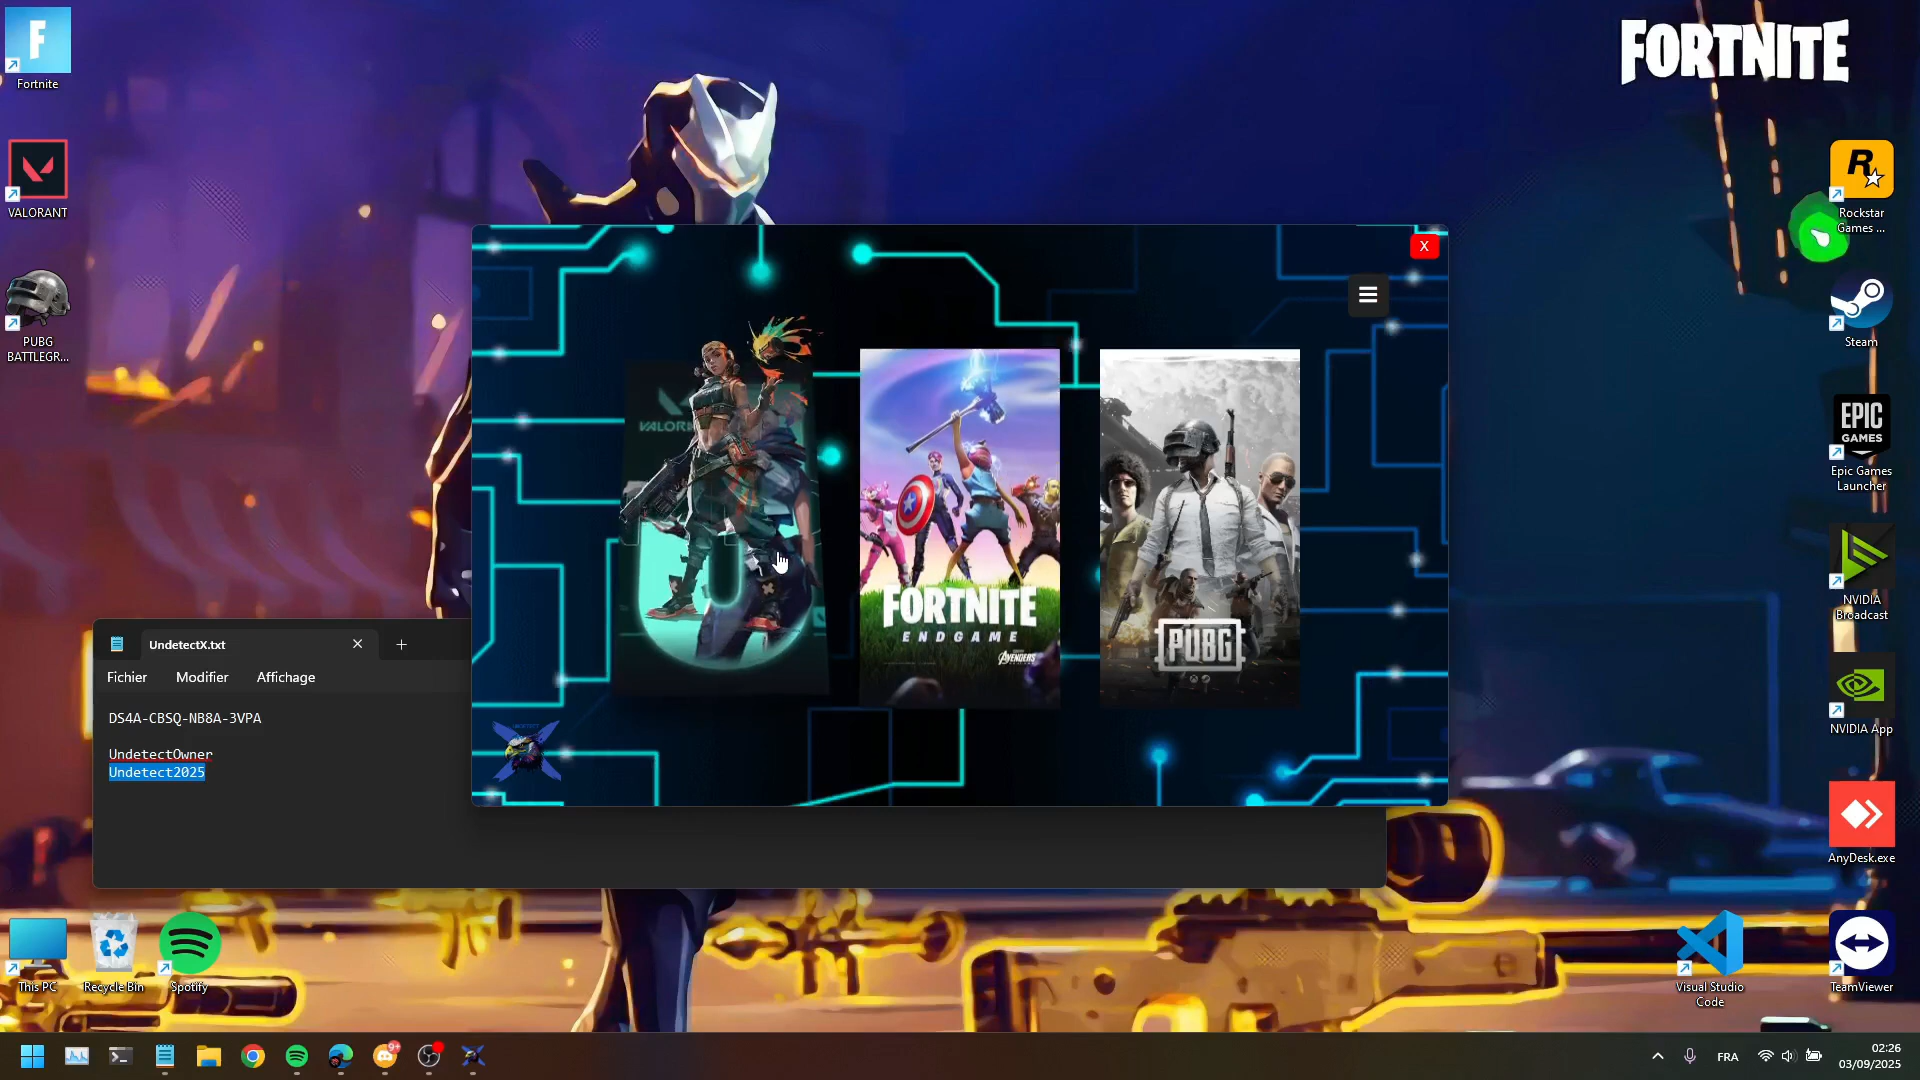 Fortnite
VALORANT
PUBG
BATTLEGR...
FORTNITE
R
Rockstar
Games ...
Steam
EPIC
GAMES
Epic Games
Launcher
NVIDIA
Broadcast
NVIDIA App
AnyDesk.exe
TeamViewer
Visual Studio
Code
X
FORTNITE
ENDGAME
AVENGERS
PUBG
UndetectX.txt
Fichier
Modifier
Affichage
DS4A-CBSQ-NB8A-3VPA
UndetectOwner
Undetect2025
This PC
Recycle Bin
Spotify
9+
FRA
02:26
03/09/2025